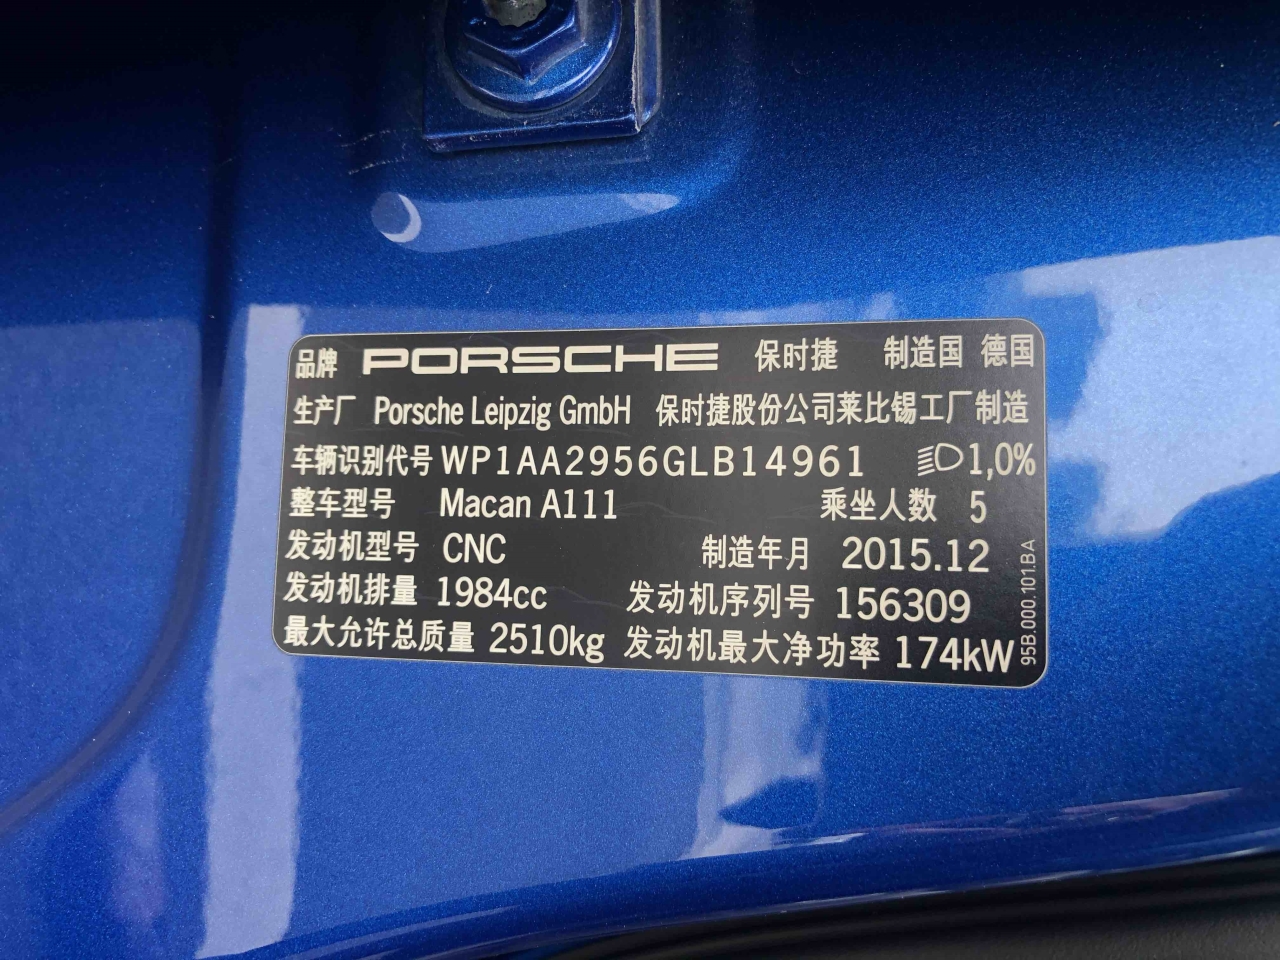 品牌 PORSCHE 保时捷 制造国 德国
生产厂 Porsche Leipzig GmbH 保时捷股份公司莱比锡工厂制造
车辆识别代号 WP1AA2956GLB14961 1,0%
整车型号 Macan A111 乘坐人数 5
发动机型号 CNC 制造年月 2015.12
发动机排量 1984cc 发动机序列号 156309
最大允许总质量 2510kg 发动机最大净功率 174kW
95B.000.101.BA